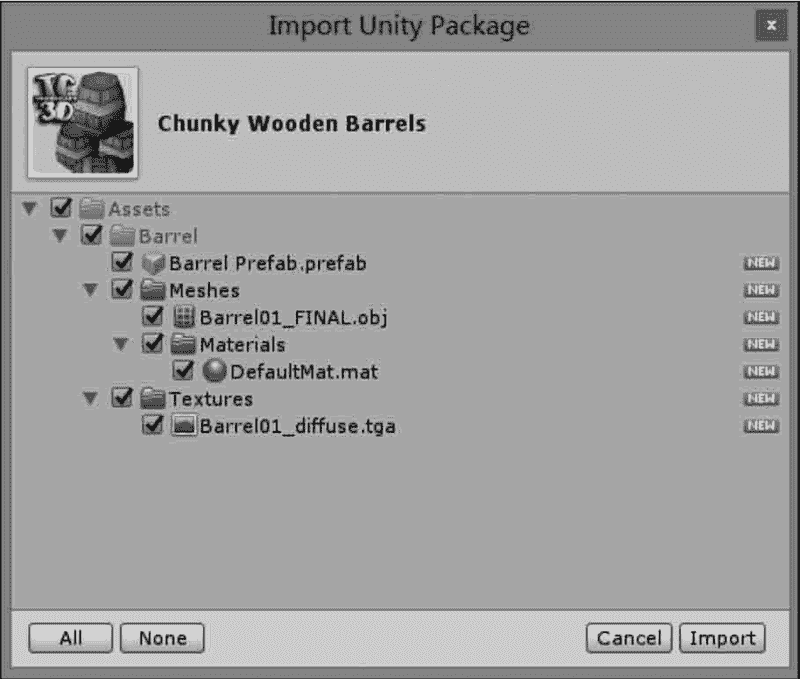 Import Unity Package
x
TG
3D
Chunky Wooden Barrels
Assets
Barrel
Barrel Prefab.prefab NEW
Meshes NEW
Barrel01_FINAL.obj NEW
Materials NEW
DefaultMat.mat NEW
Textures NEW
Barrel01_diffuse.tga NEW
All None Cancel Import